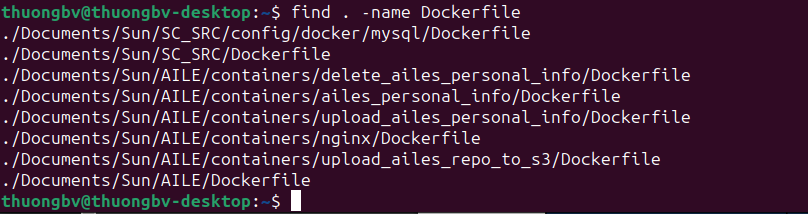 thuongbv@thuongbv-desktop:~$ find . -name Dockerfile
./Documents/Sun/SC_SRC/config/docker/mysql/Dockerfile
./Documents/Sun/SC_SRC/Dockerfile
./Documents/Sun/AILE/containers/delete_ailes_personal_info/Dockerfile
./Documents/Sun/AILE/containers/ailes_personal_info/Dockerfile
./Documents/Sun/AILE/containers/upload_ailes_personal_info/Dockerfile
./Documents/Sun/AILE/containers/nginx/Dockerfile
./Documents/Sun/AILE/containers/upload_ailes_repo_to_s3/Dockerfile
./Documents/Sun/AILE/Dockerfile
thuongbv@thuongbv-desktop:~$